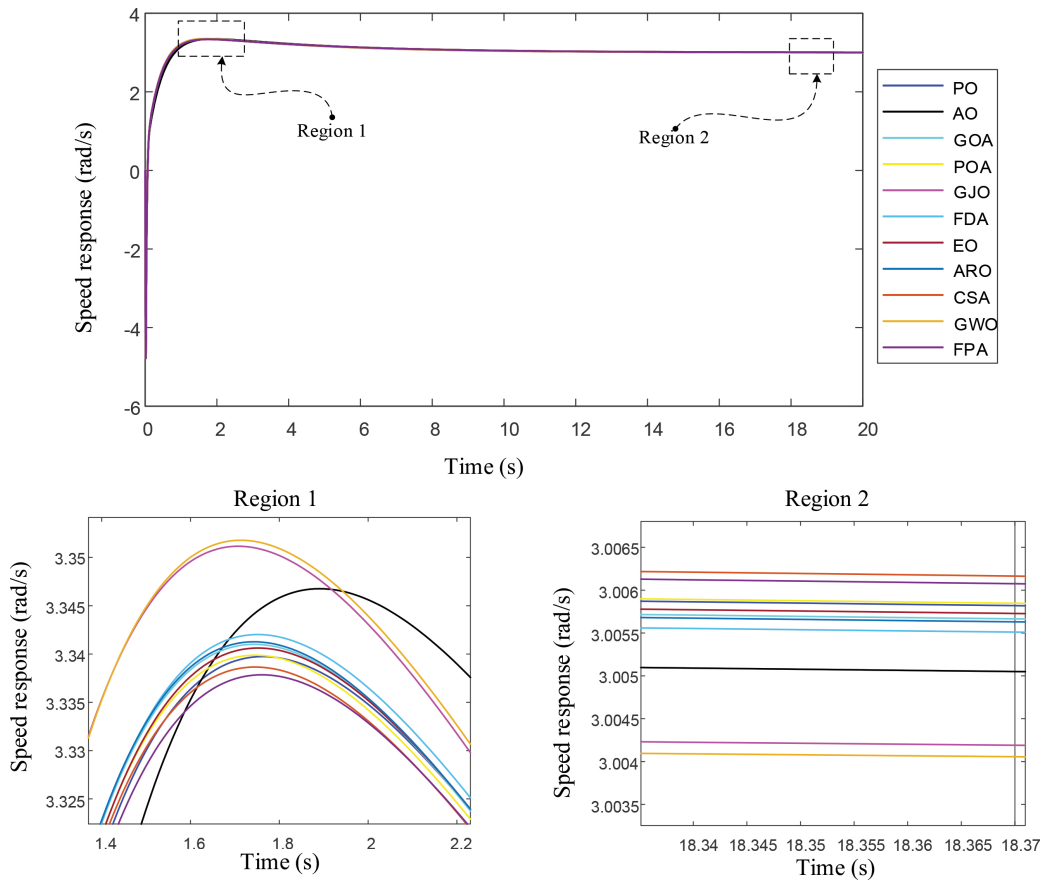 4
2
0
-2
-4
-6
Speed response (rad/s)
Region 1
Region 2
0 2 4 6 8 10 12 14 16 18 20
Time (s)
PO
AO
GOA
POA
GJO
FDA
EO
ARO
CSA
GWO
FPA
Region 1
3.35
3.345
3.34
3.335
3.33
3.325
Speed response (rad/s)
1.4 1.6 1.8 2 2.2
Time (s)
Region 2
3.0065
3.006
3.0055
3.005
3.0045
3.004
3.0035
Speed response (rad/s)
18.34 18.345 18.35 18.355 18.36 18.365 18.37
Time (s)